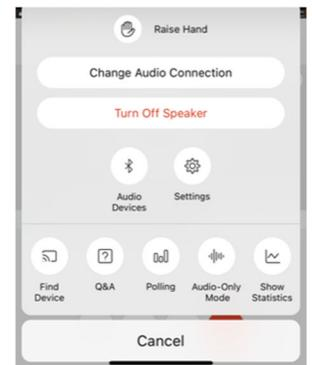 Raise Hand
Change Audio Connection
Turn Off Speaker
Audio
Devices
Settings
Find
Device
Q&A
Polling
Audio-Only
Mode
Show
Statistics
Cancel